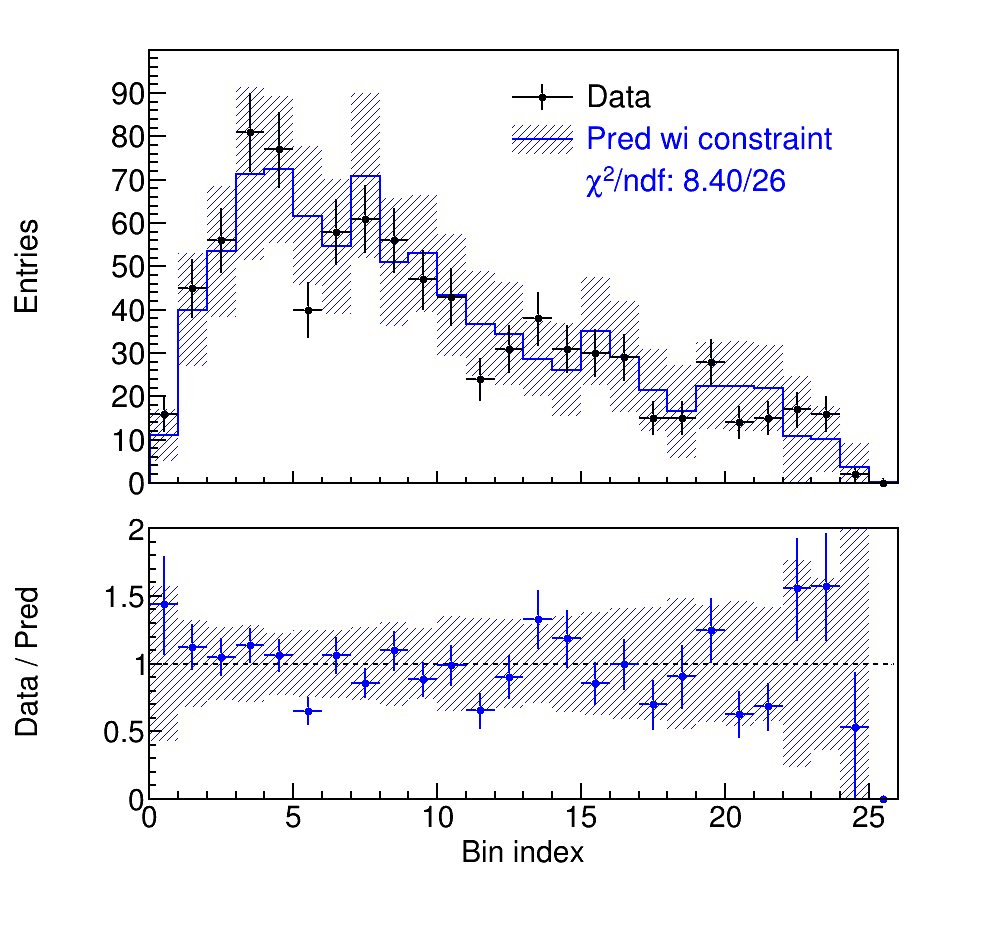 Entries
90
80
70
60
50
40
30
20
10
0
Data
Pred wi constraint
χ²/ndf: 8.40/26
Data / Pred
2
1.5
1
0.5
0
0 5 10 15 20 25
Bin index